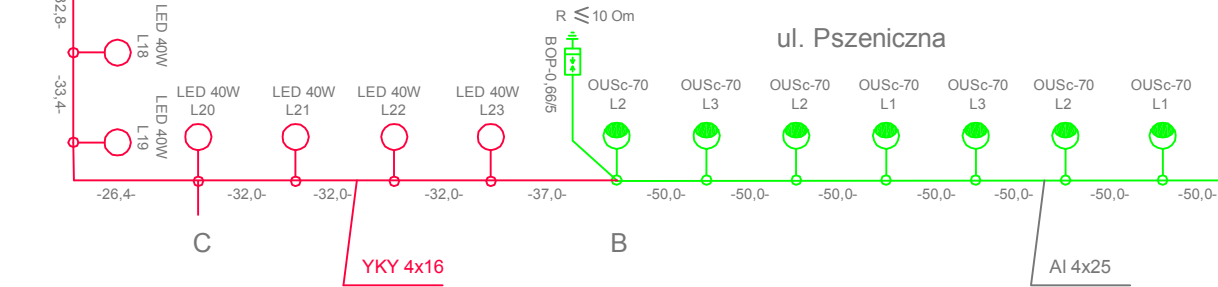 -32,8-
LED 40W
L18
-33,4-
LED 40W
L19
R ≤ 10 Om
BOP-0,66/5
ul. Pszeniczna
LED 40W
L20
LED 40W
L21
LED 40W
L22
LED 40W
L23
OUSc-70
L2
OUSc-70
L3
OUSc-70
L2
OUSc-70
L1
OUSc-70
L3
OUSc-70
L2
OUSc-70
L1
-26,4-
-32,0-
-32,0-
-32,0-
-37,0-
-50,0-
-50,0-
-50,0-
-50,0-
-50,0-
-50,0-
-50,0-
C
B
YKY 4x16
Al 4x25